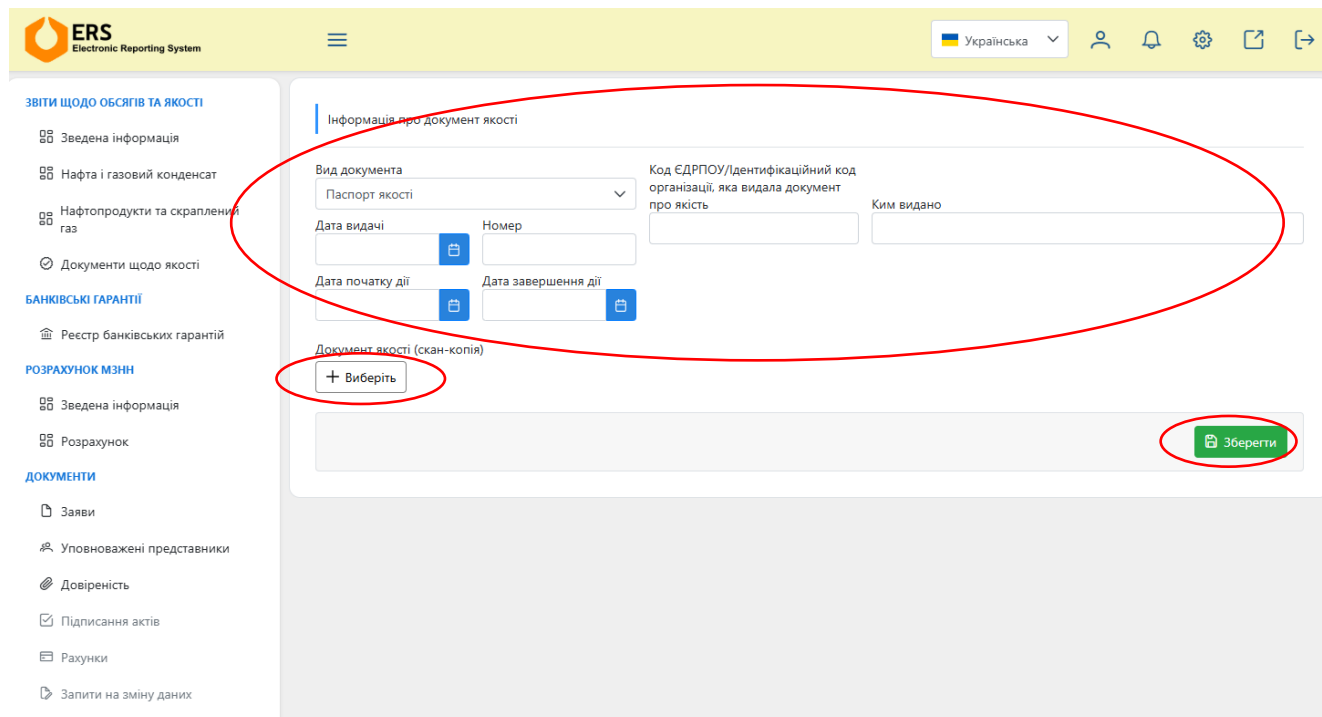 ERS
Electronic Reporting System
Українська
ЗВІТИ ЩОДО ОБСЯГІВ ТА ЯКОСТІ
Зведена інформація
Нафта і газовий конденсат
Нафтопродукти та скраплений
газ
Документи щодо якості
БАНКІВСЬКІ ГАРАНТІЇ
Реєстр банківських гарантій
РОЗРАХУНОК МЗНН
Зведена інформація
Розрахунок
ДОКУМЕНТИ
Заяви
Уповноважені представники
Довіреність
Підписання актів
Рахунки
Запити на зміну даних
Інформація про документ якості
Вид документа
Паспорт якості
Код ЄДРПОУ/Ідентифікаційний код
організації, яка видала документ
про якість
Ким видано
Дата видачі
Номер
Дата початку дії
Дата завершення дії
Документ якості (скан-копія)
+ Виберіть
Зберегти